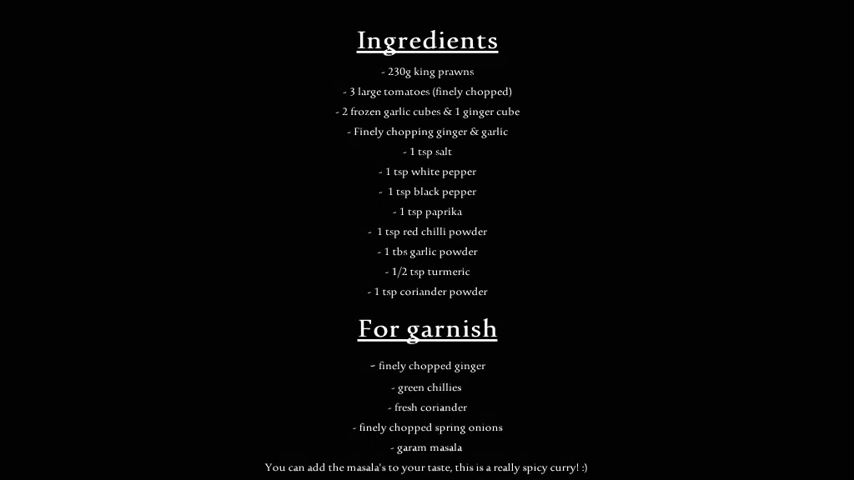 Ingredients
- 230g king prawns
- 3 large tomatoes (finely chopped)
- 2 frozen garlic cubes & 1 ginger cube
- Finely chopping ginger & garlic
- 1 tsp salt
- 1 tsp white pepper
- 1 tsp black pepper
- 1 tsp paprika
- 1 tsp red chilli powder
- 1 tbs garlic powder
- 1/2 tsp turmeric
- 1 tsp coriander powder
For garnish
- finely chopped ginger
- green chillies
- fresh coriander
- finely chopped spring onions
- garam masala
You can add the masala's to your taste, this is a really spicy curry! :)